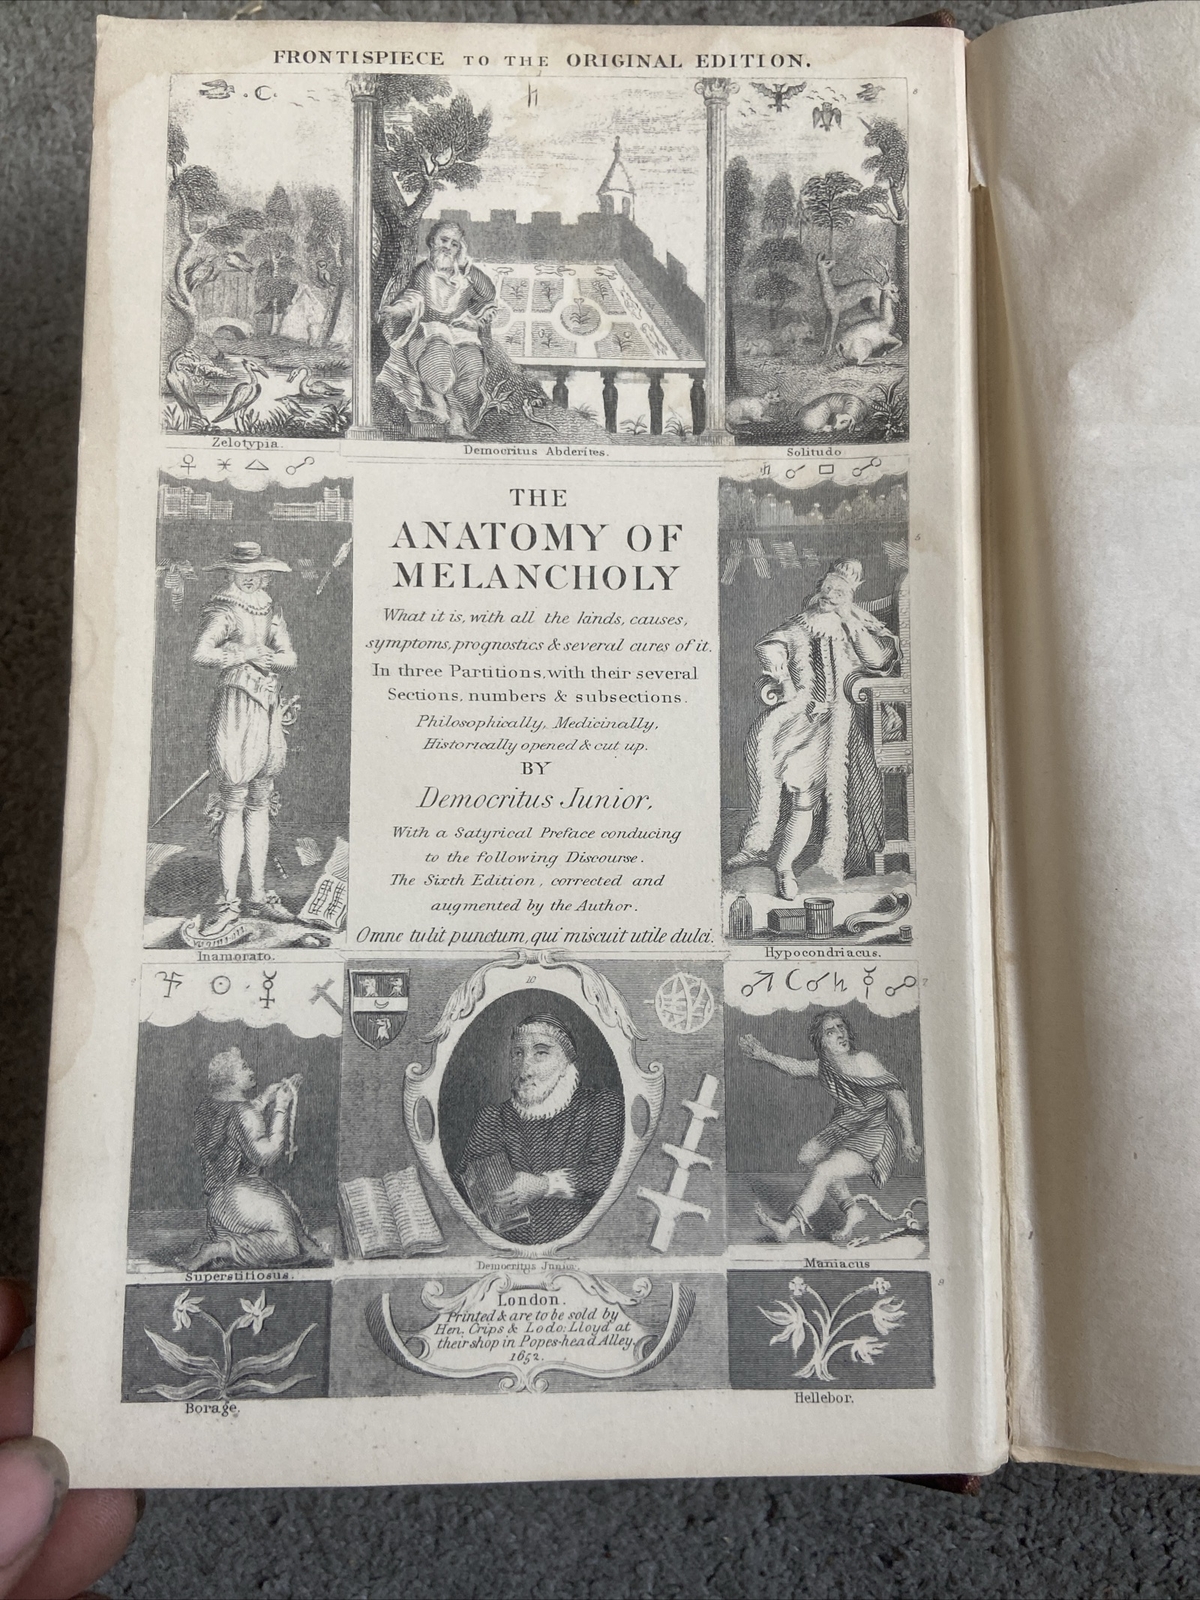 FRONTISPIECE TO THE ORIGINAL EDITION.
Zelotypia.
Democritus Abderites.
Solitudo
THE
ANATOMY OF
MELANCHOLY
What it is, with all the kinds, causes,
symptoms, prognostics & several cures of it.
In three Partitions, with their several
Sections, numbers & subsections.
Philosophically, Medicinally,
Historically opened & cut up.
BY
Democritus Junior,
With a Satyrical Preface conducing
to the following Discourse.
The Sixth Edition, corrected and
augmented by the Author.
Omne tulit punctum, qui miscuit utile dulci.
Inamorato.
Hypocondriacus.
10
Superstitiosus.
Democritus Junior.
Maniacus
London.
Printed & are to be sold by
Hen. Crips & Lodo: Lloyd at
their shop in Popes-head Alley.
1652.
Borage.
Hellebor.